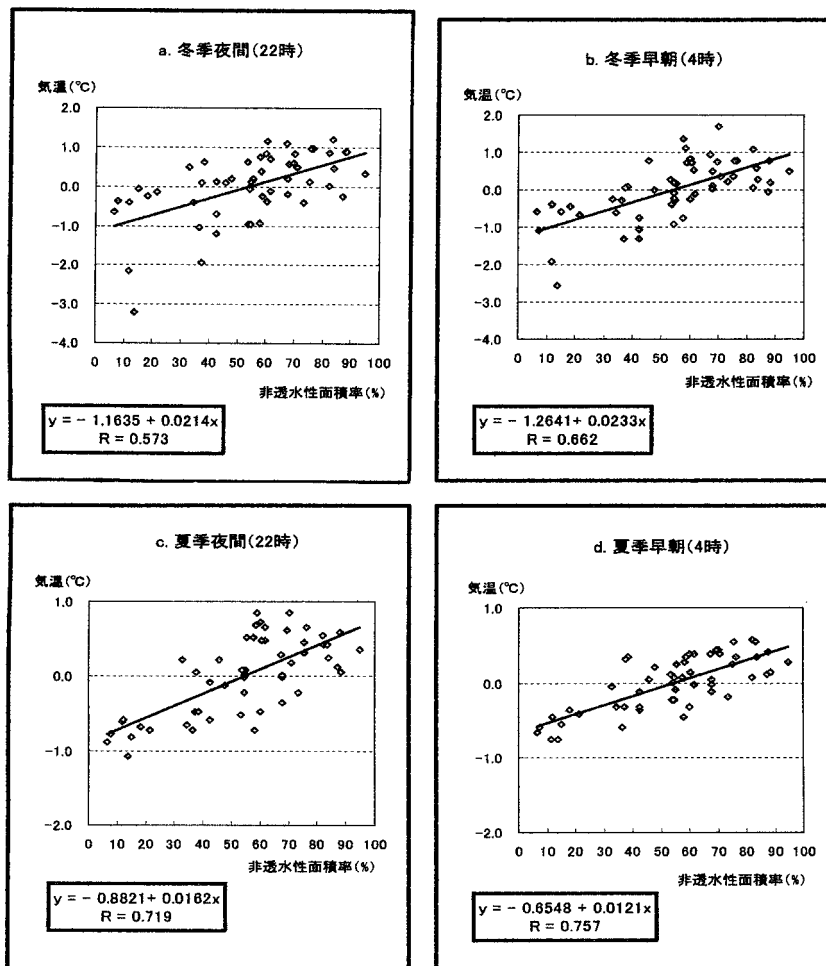 a. 冬季夜間(22時)
気温(℃)
2.0
1.0
0.0
−1.0
−2.0
−3.0
−4.0
0 10 20 30 40 50 60 70 80 90 100
非透水性面積率(%)
y = − 1.1635 + 0.0214x
R = 0.573
b. 冬季早朝(4時)
気温(℃)
2.0
1.0
0.0
−1.0
−2.0
−3.0
−4.0
0 10 20 30 40 50 60 70 80 90 100
非透水性面積率(%)
y = − 1.2641+ 0.0233x
R = 0.662
c. 夏季夜間(22時)
気温(℃)
1.0
0.0
−1.0
−2.0
0 10 20 30 40 50 60 70 80 90 100
非透水性面積率(%)
y = − 0.8821+ 0.0162x
R = 0.719
d. 夏季早朝(4時)
気温(℃)
1.0
0.0
−1.0
−2.0
0 10 20 30 40 50 60 70 80 90 100
非透水性面積率(%)
y = − 0.6548 + 0.0121x
R = 0.757